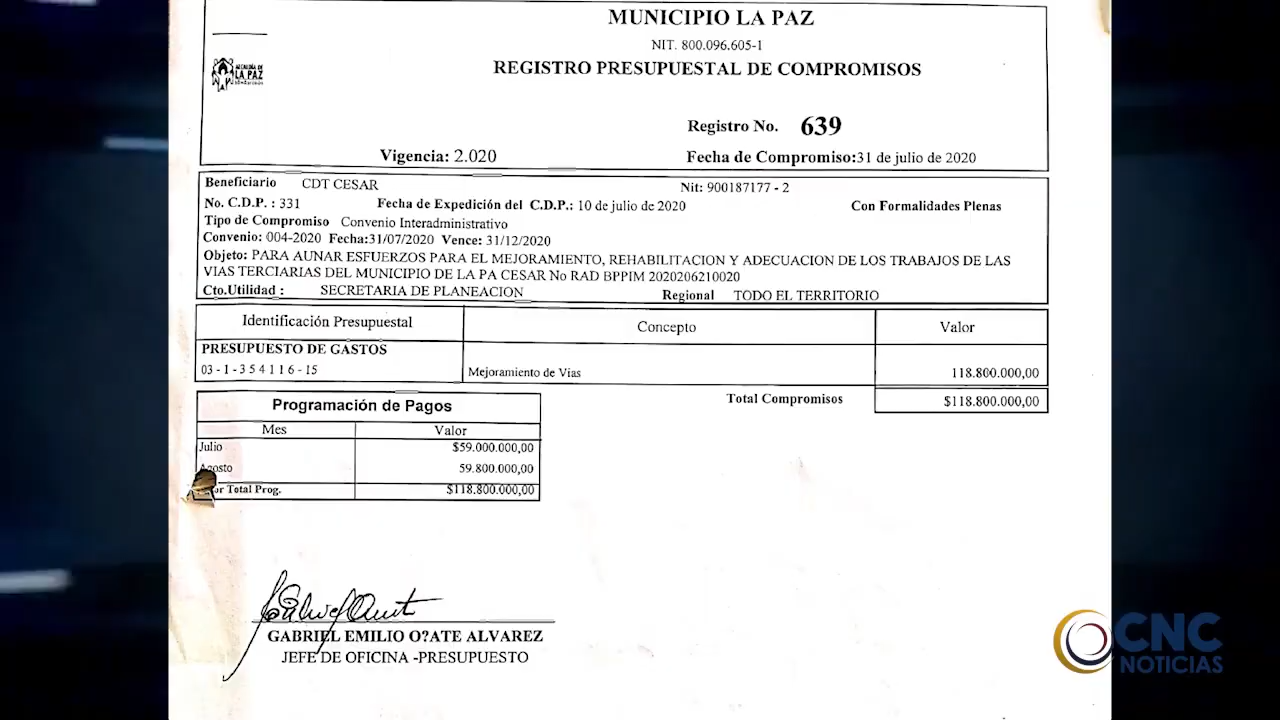 MUNICIPIO LA PAZ
NIT. 800.096.605-1
REGISTRO PRESUPUESTAL DE COMPROMISOS
ALCALDÍA DE
LA PAZ
Registro No. 639
Vigencia: 2.020 Fecha de Compromiso:31 de julio de 2020
Beneficiario CDT CESAR Nit: 900187177 - 2
No. C.D.P. : 331 Fecha de Expedición del C.D.P.: 10 de julio de 2020 Con Formalidades Plenas
Tipo de Compromiso Convenio Interadministrativo
Convenio: 004-2020 Fecha:31/07/2020 Vence: 31/12/2020
Objeto: PARA AUNAR ESFUERZOS PARA EL MEJORAMIENTO, REHABILITACION Y ADECUACION DE LOS TRABAJOS DE LAS
VIAS TERCIARIAS DEL MUNICIPIO DE LA PA CESAR No RAD BPPIM 2020206210020
Cto.Utilidad : SECRETARIA DE PLANEACION Regional TODO EL TERRITORIO
Identificación Presupuestal Concepto Valor
PRESUPUESTO DE GASTOS
03 - 1 - 3 5 4 1 1 6 - 15 Mejoramiento de Vias 118.800.000,00
Total Compromisos $118.800.000,00
Programación de Pagos
Mes Valor
Julio $59.000.000,00
Agosto 59.800.000,00
or Total Prog. $118.800.000,00
GABRIEL EMILIO O?ATE ALVAREZ
JEFE DE OFICINA -PRESUPUESTO
CNC
NOTICIAS